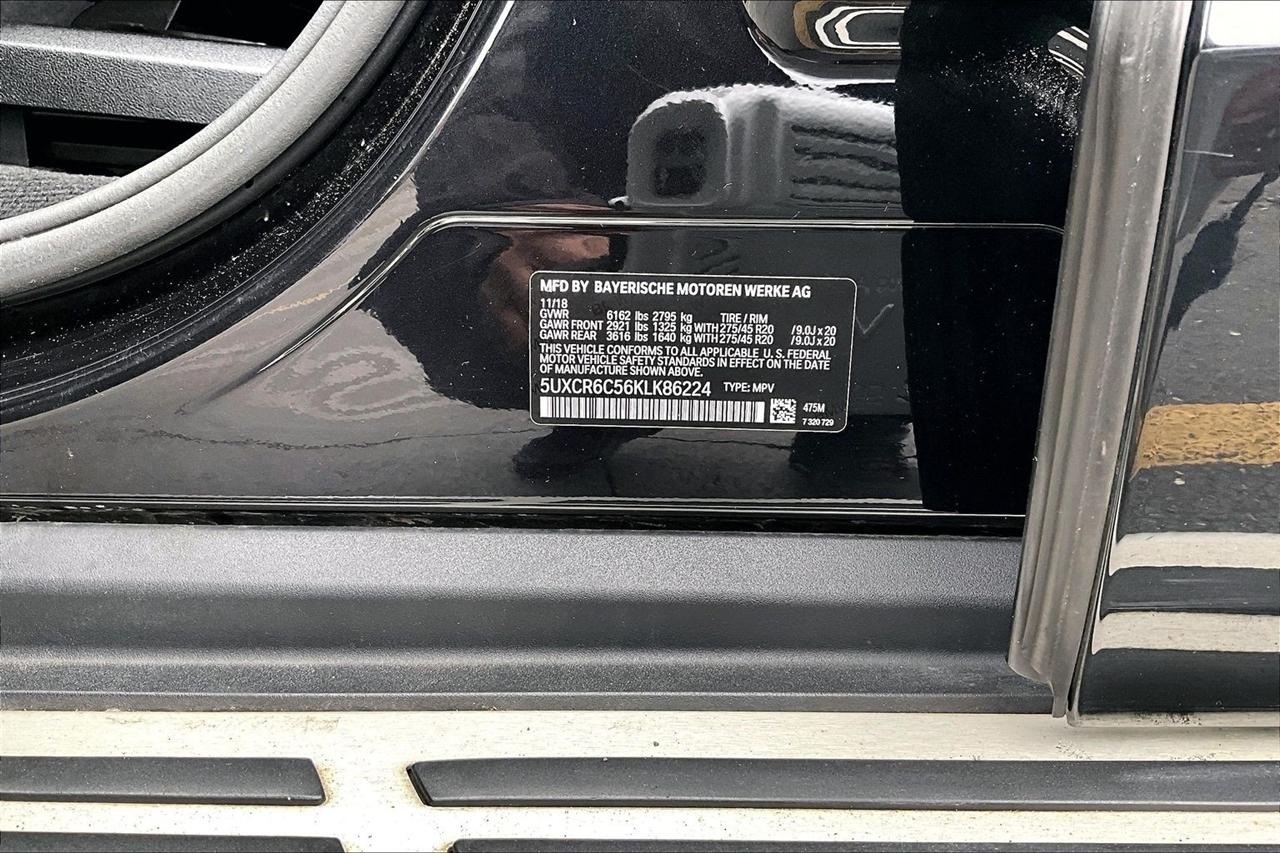 MFD BY BAYERISCHE MOTOREN WERKE AG
11/18
GVWR 6162 lbs 2795 kg TIRE / RIM
GAWR FRONT 2921 lbs 1325 kg WITH 275/45 R20 /9.0J x 20
GAWR REAR 3616 lbs 1640 kg WITH 275/45 R20 /9.0J x 20
THIS VEHICLE CONFORMS TO ALL APPLICABLE U. S. FEDERAL
MOTOR VEHICLE SAFETY STANDARDS IN EFFECT ON THE DATE
OF MANUFACTURE SHOWN ABOVE.
5UXCR6C56KLK86224 TYPE: MPV
475M
7 320 729